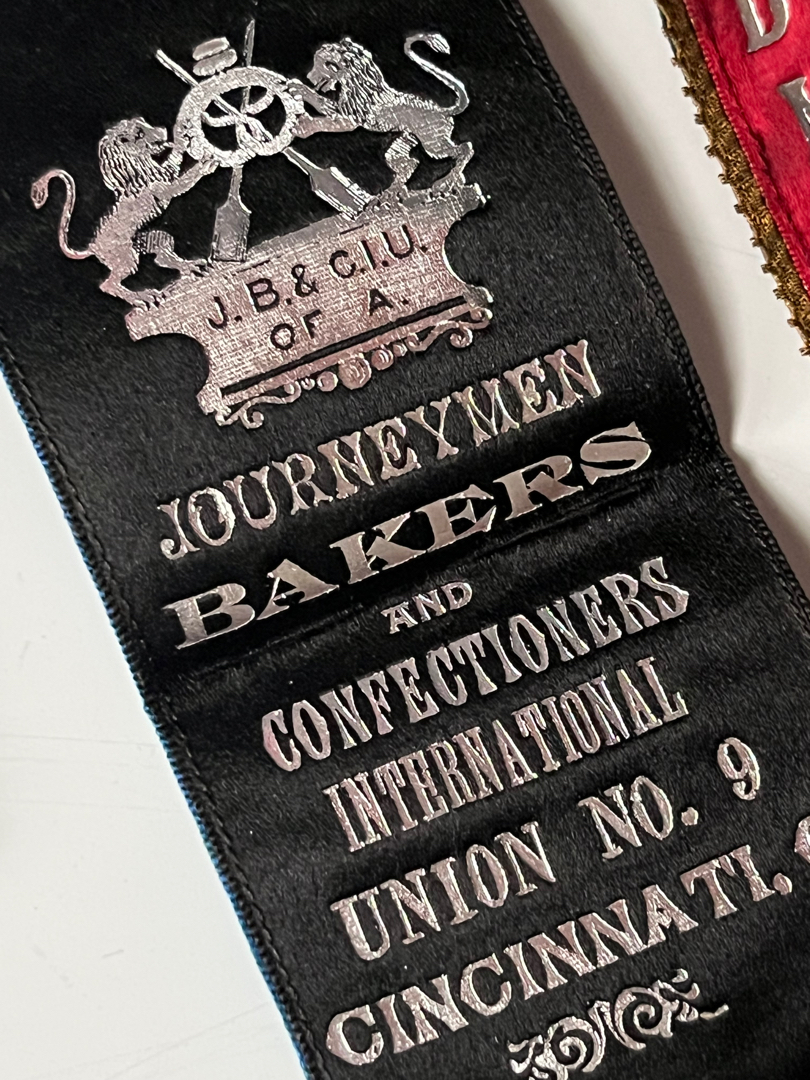 J. B. & C. I. U.
OF A.
JOURNEYMEN
BAKERS
AND
CONFECTIONERS
INTERNATIONAL
UNION NO. 9
CINCINNATI,